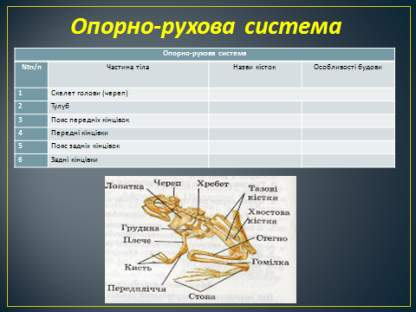 Опорно-рухова система
Опорно-рухова система
№п/п Частина тіла Назви кісток Особливості будови
1 Скелет голови (череп)
2 Тулуб
3 Пояс передніх кінцівок
4 Передні кінцівки
5 Пояс задніх кінцівок
6 Задні кінцівки
Лопатка Череп Хребет
Тазові
кістки
Хвостова
кістка
Грудина
Плече
Стегно
Гомілка
Кисть
Передпліччя
Стопа